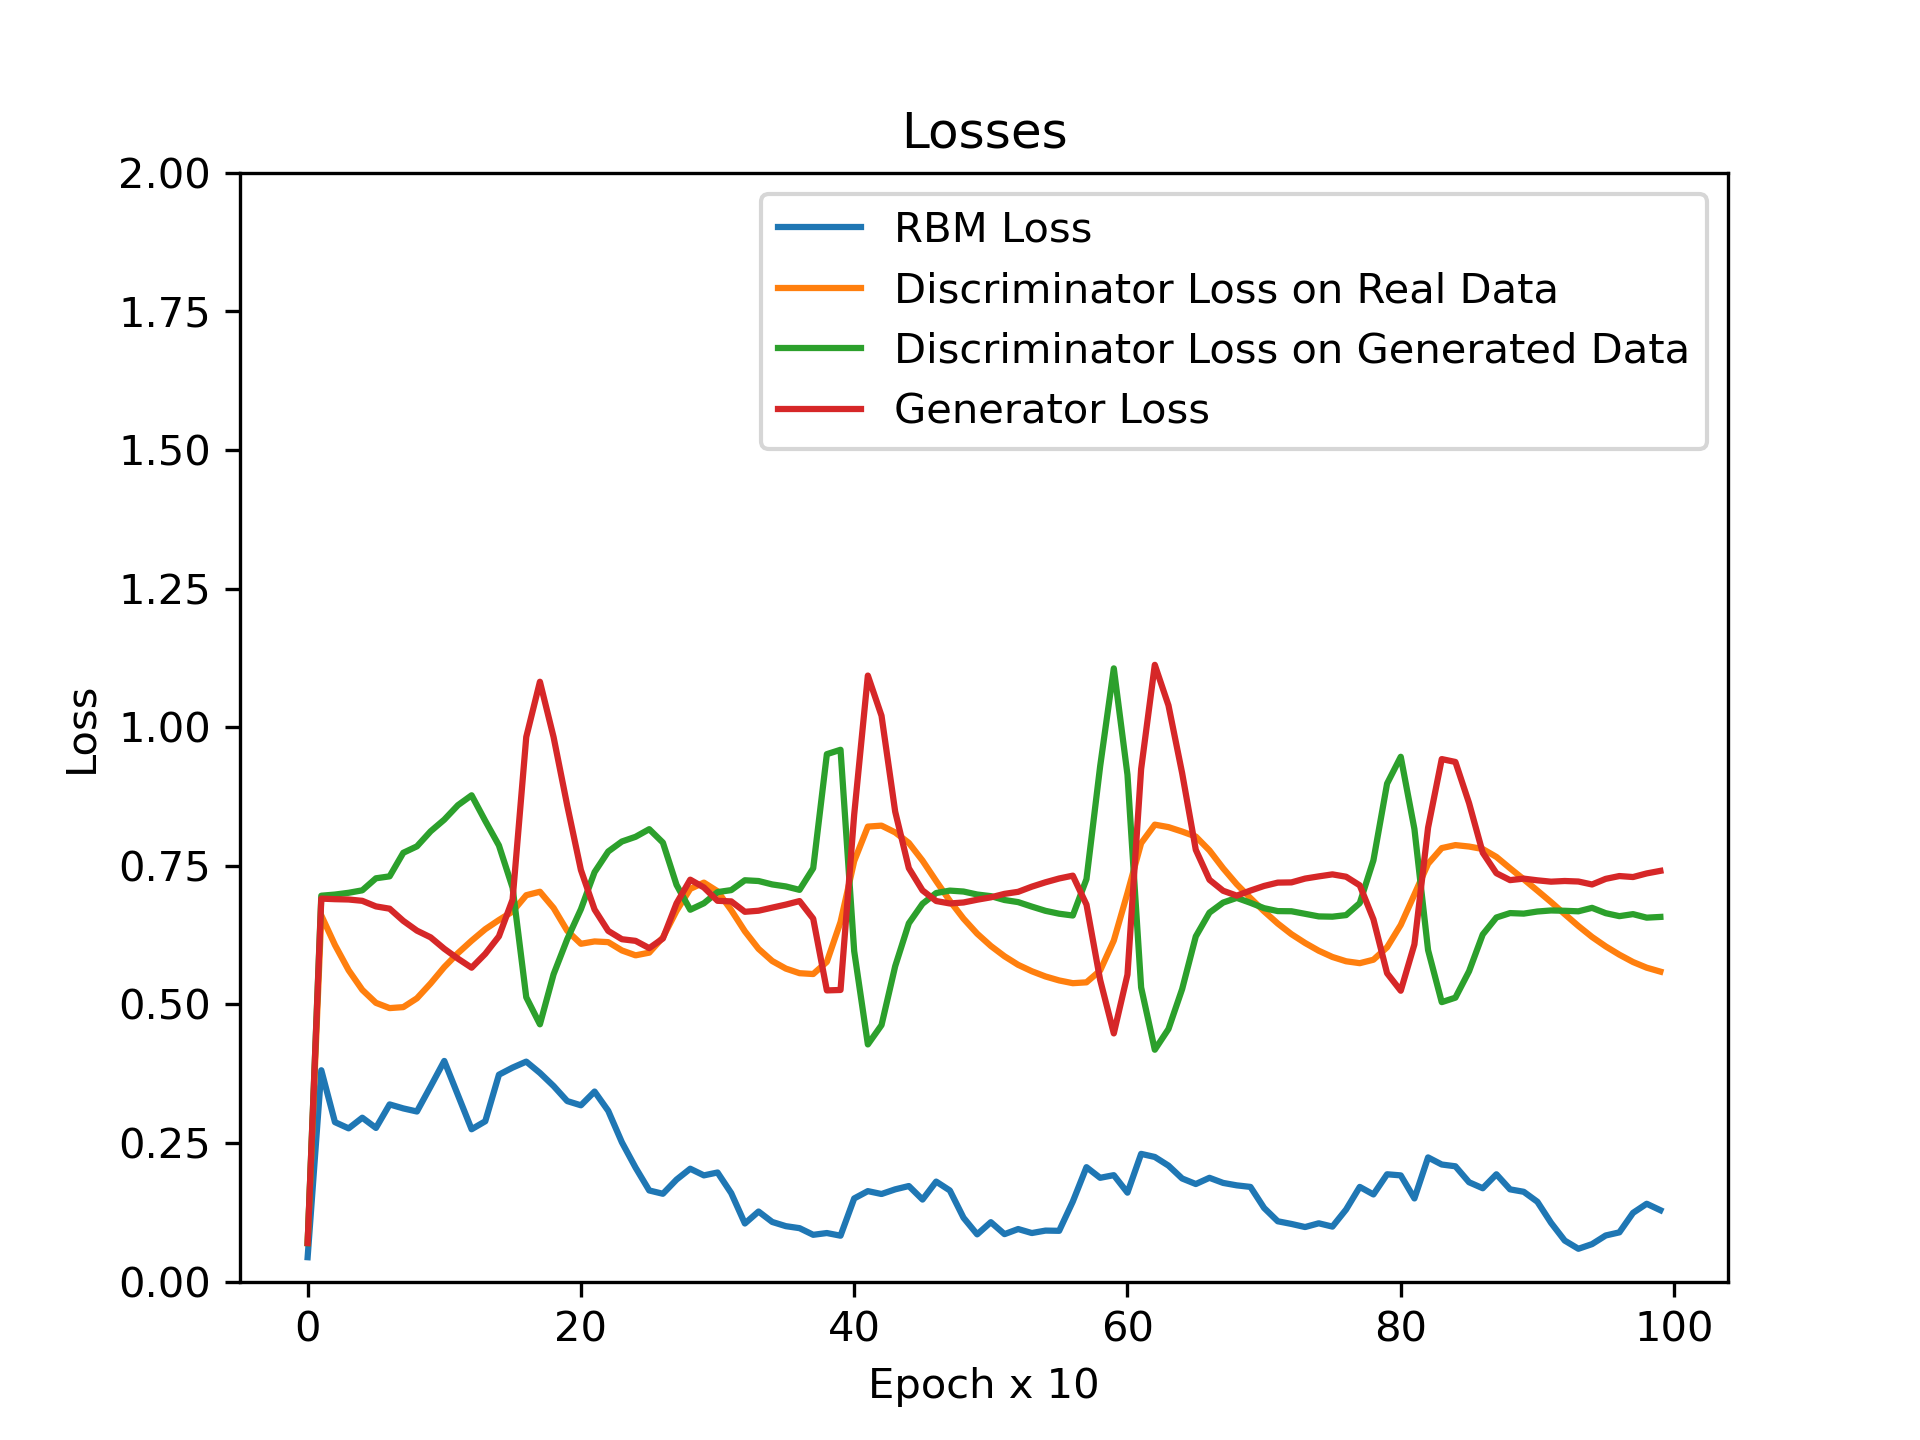 Losses
2.00
1.75
1.50
1.25
1.00
0.75
0.50
0.25
0.00
Loss
RBM Loss
Discriminator Loss on Real Data
Discriminator Loss on Generated Data
Generator Loss
0 20 40 60 80 100
Epoch x 10